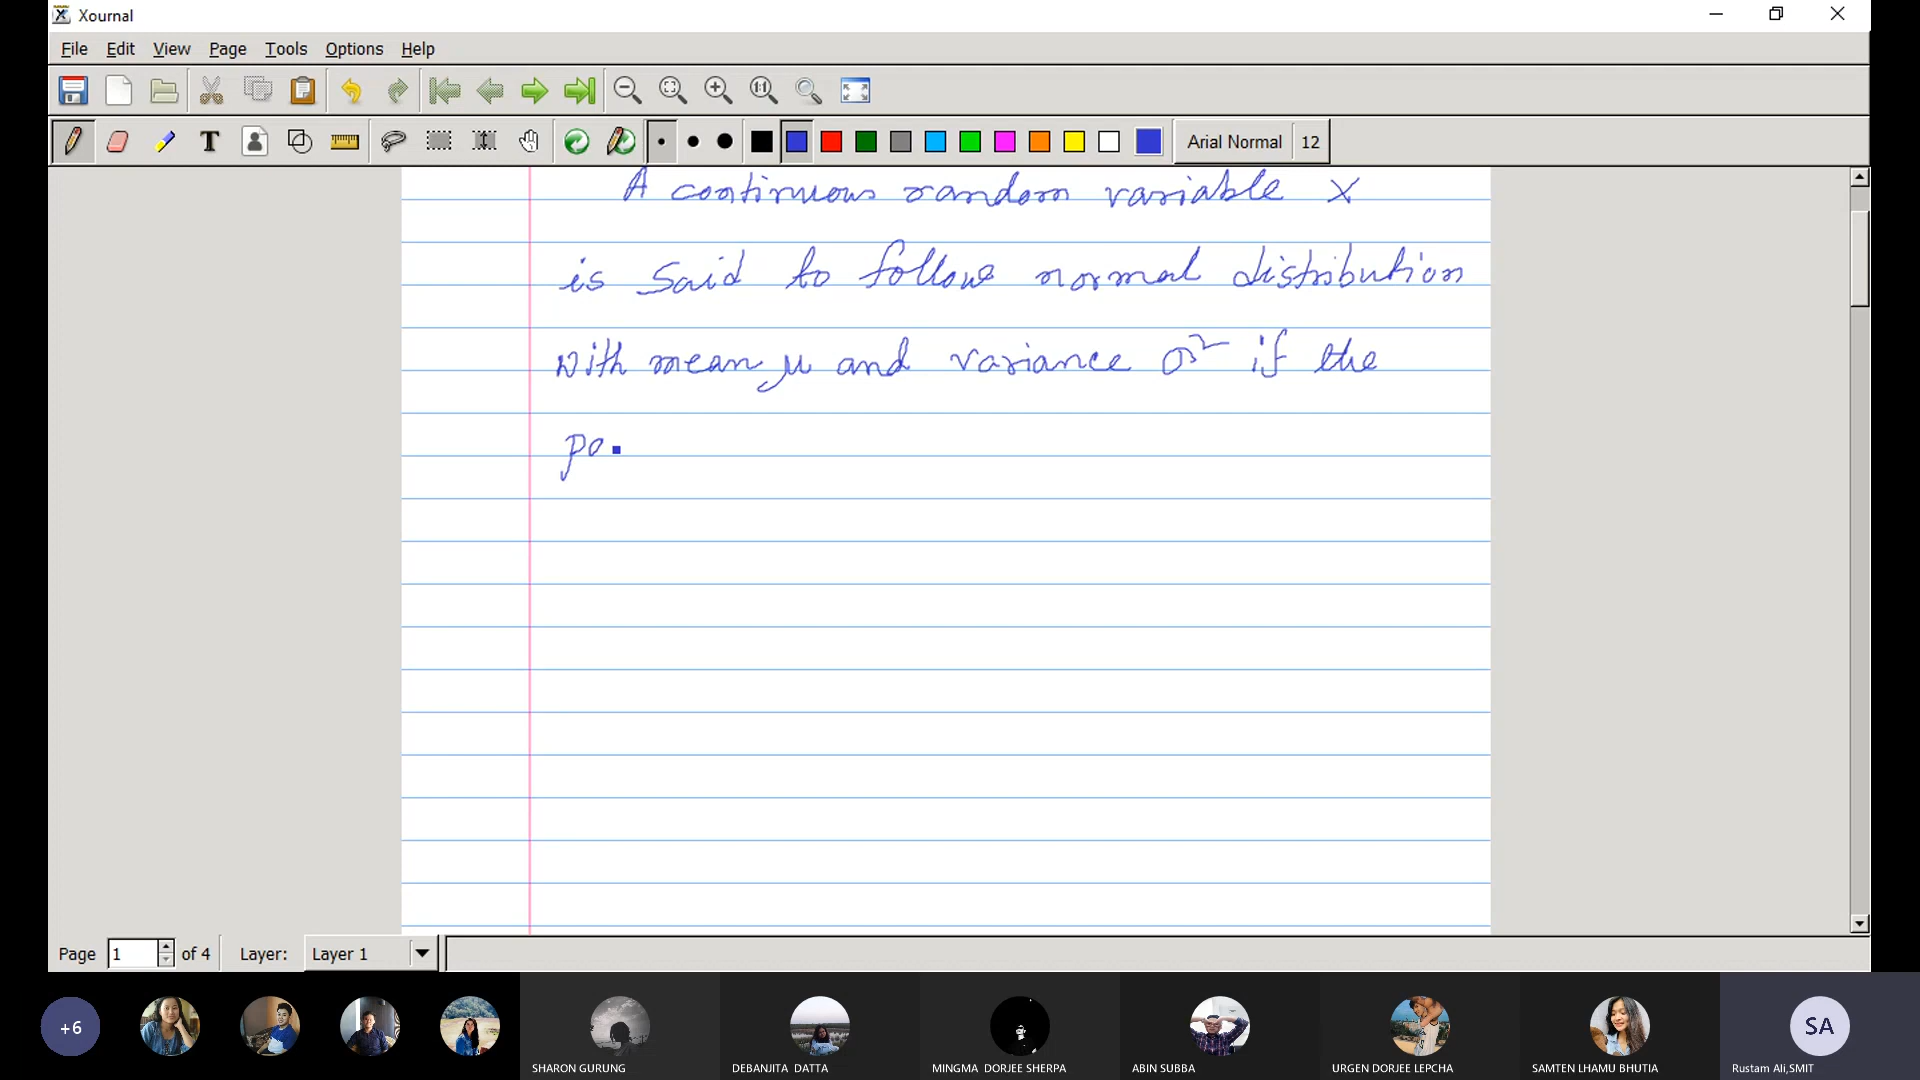 Xournal
File Edit View Page Tools Options Help
Arial Normal 12
A continuous random variable X
is said to follow normal distribution
with mean μ and variance σ² if the
po
Page 1 of 4 Layer: Layer 1
+6
SA
SHARON GURUNG DEBANJITA DATTA MINGMA DORJEE SHERPA ABIN SUBBA URGEN DORJEE LEPCHA SAMTEN LHAMU BHUTIA Rustam Ali,SMIT